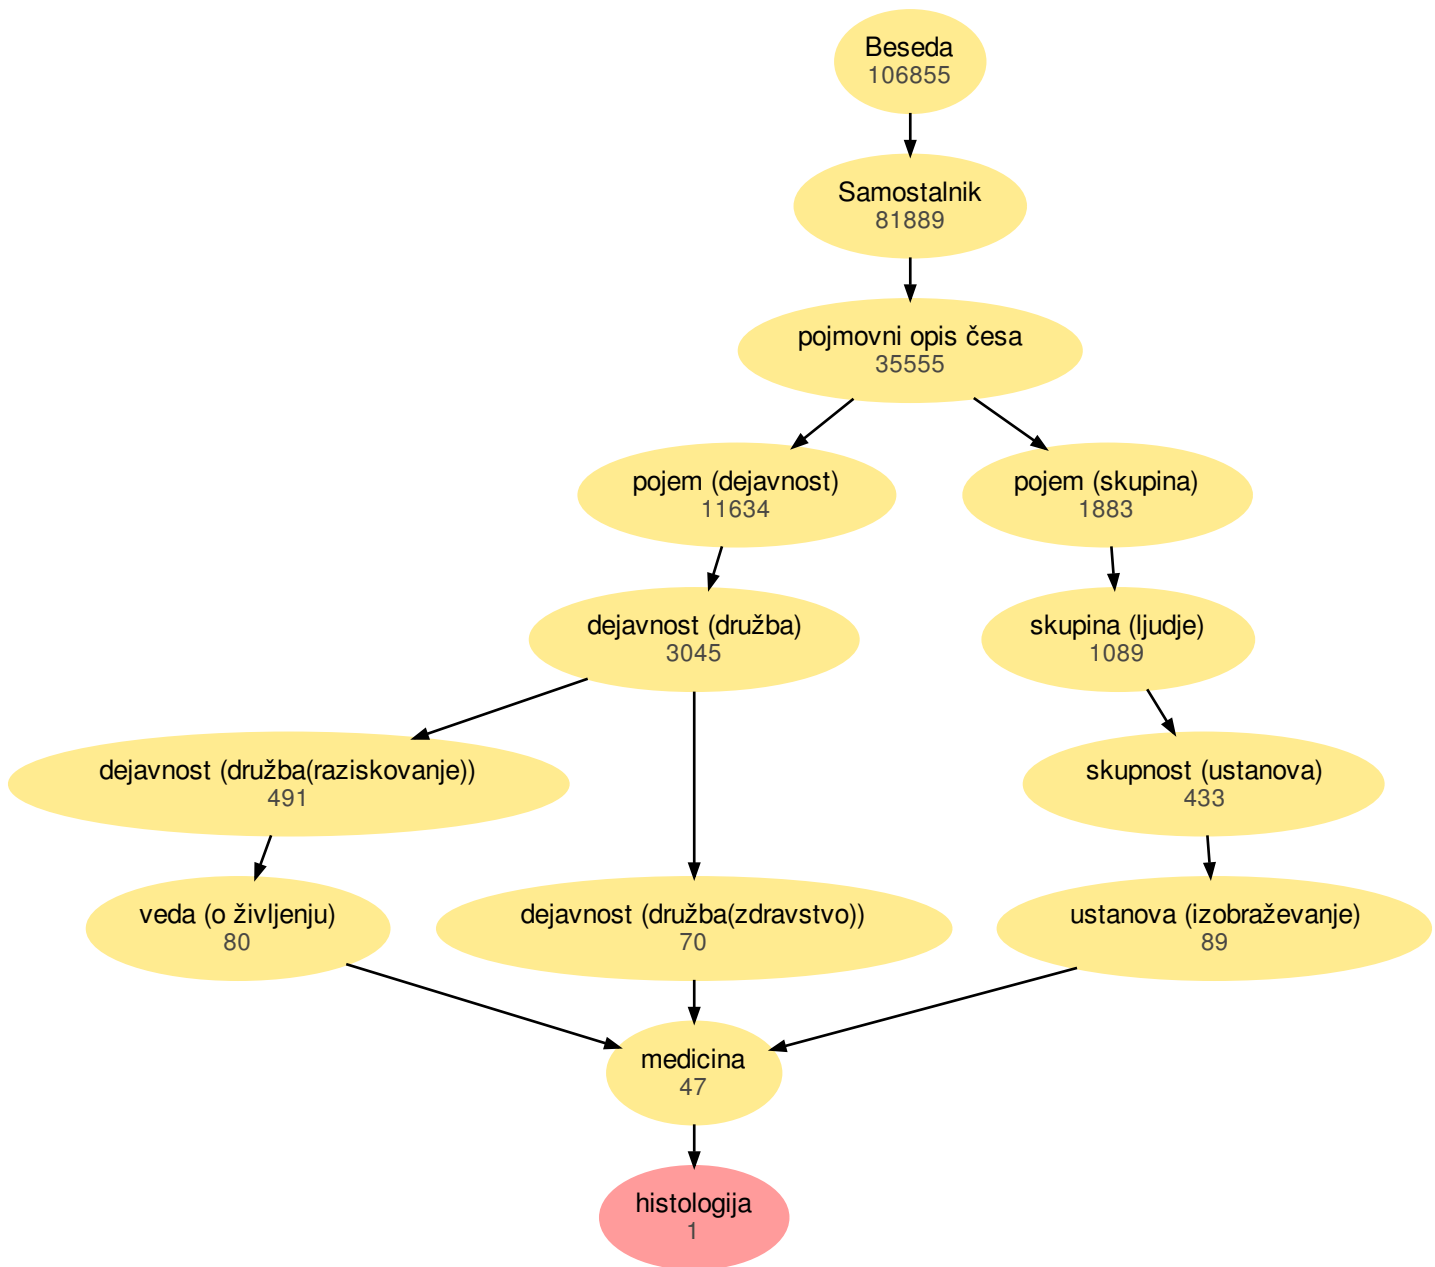 Beseda
106855
Samostalnik
81889
pojmovni opis česa
35555
pojem (dejavnost)
11634
pojem (skupina)
1883
dejavnost (družba)
3045
skupina (ljudje)
1089
dejavnost (družba(raziskovanje))
491
skupnost (ustanova)
433
veda (o življenju)
80
dejavnost (družba(zdravstvo))
70
ustanova (izobraževanje)
89
medicina
47
histologija
1